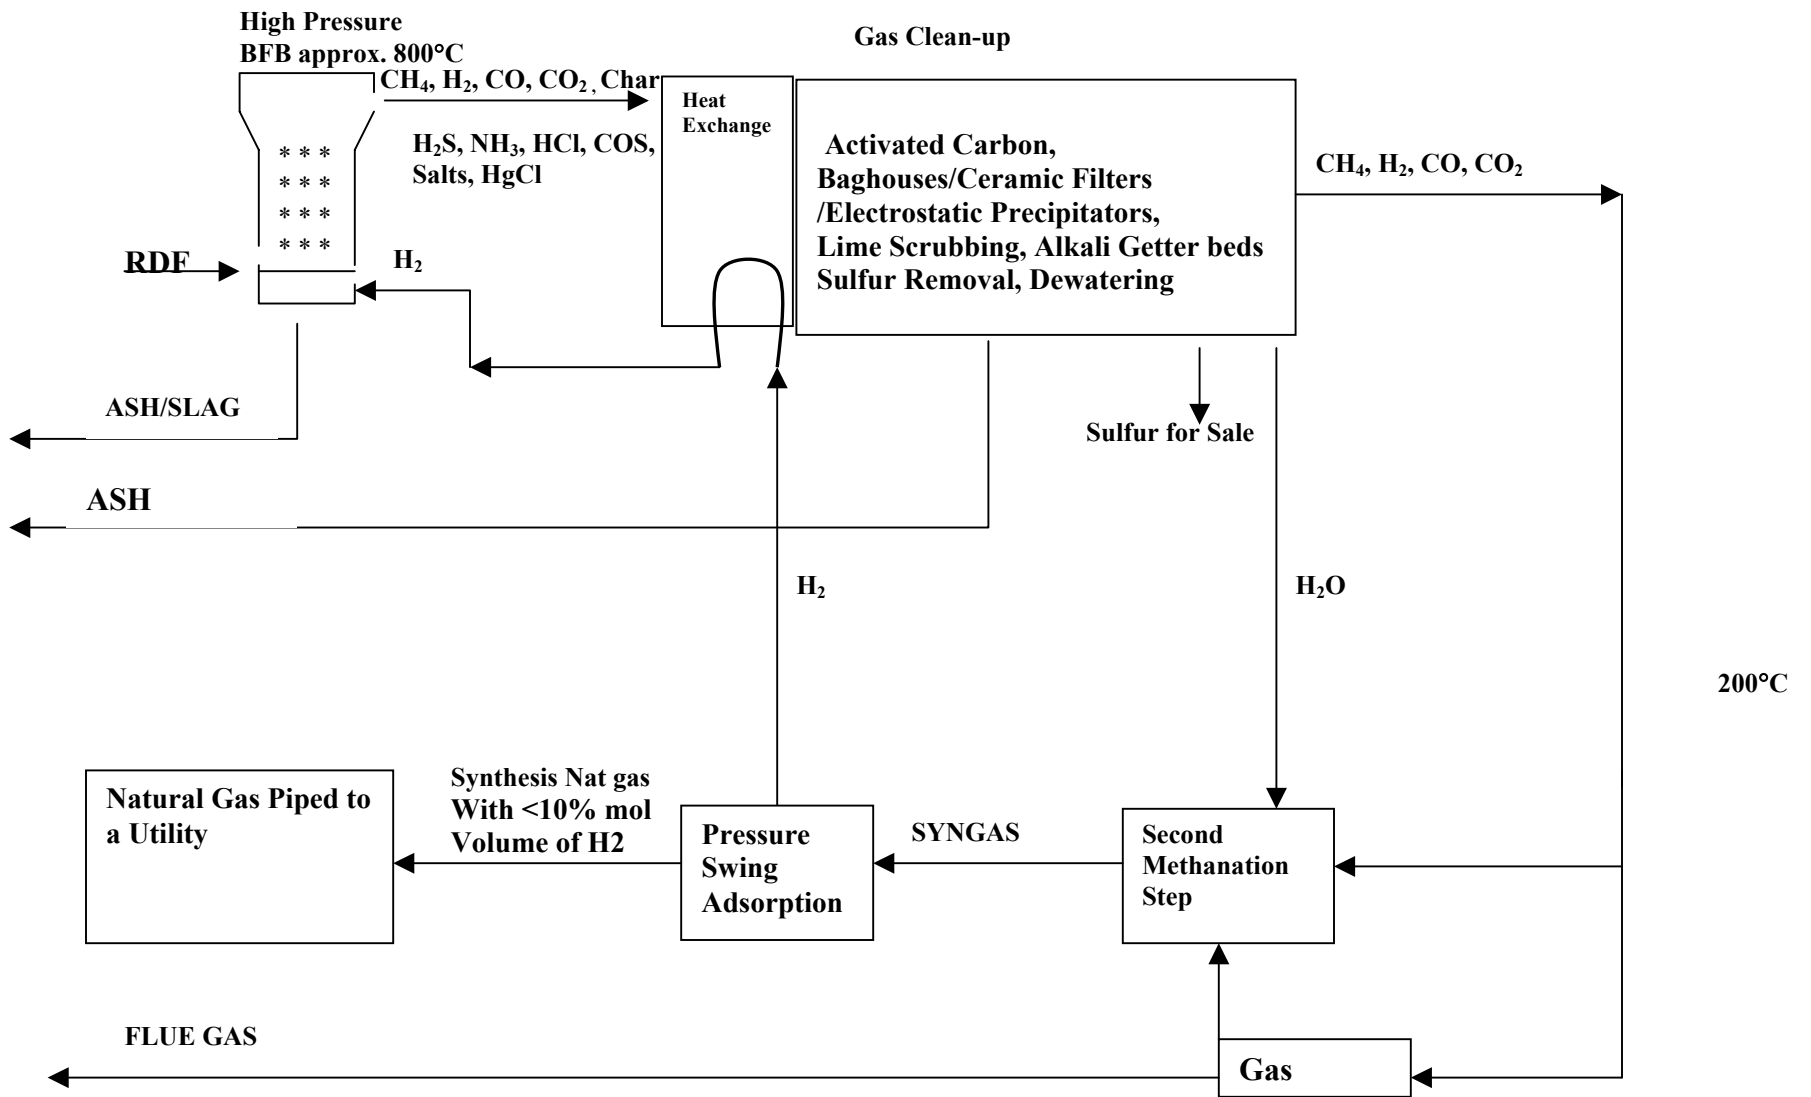 High Pressure
BFB approx. 800°C
Gas Clean-up
CH₄, H₂, CO, CO₂ , Char
H₂S, NH₃, HCl, COS,
Salts, HgCl
Heat
Exchange
Activated Carbon,
Baghouses/Ceramic Filters
/Electrostatic Precipitators,
Lime Scrubbing, Alkali Getter beds
Sulfur Removal, Dewatering
CH₄, H₂, CO, CO₂
* * *
* * *
* * *
* * *
RDF
H₂
ASH/SLAG
Sulfur for Sale
ASH
H₂
H₂O
200°C
Natural Gas Piped to
a Utility
Synthesis Nat gas
With <10% mol
Volume of H2
Pressure
Swing
Adsorption
SYNGAS
Second
Methanation
Step
FLUE GAS
Gas